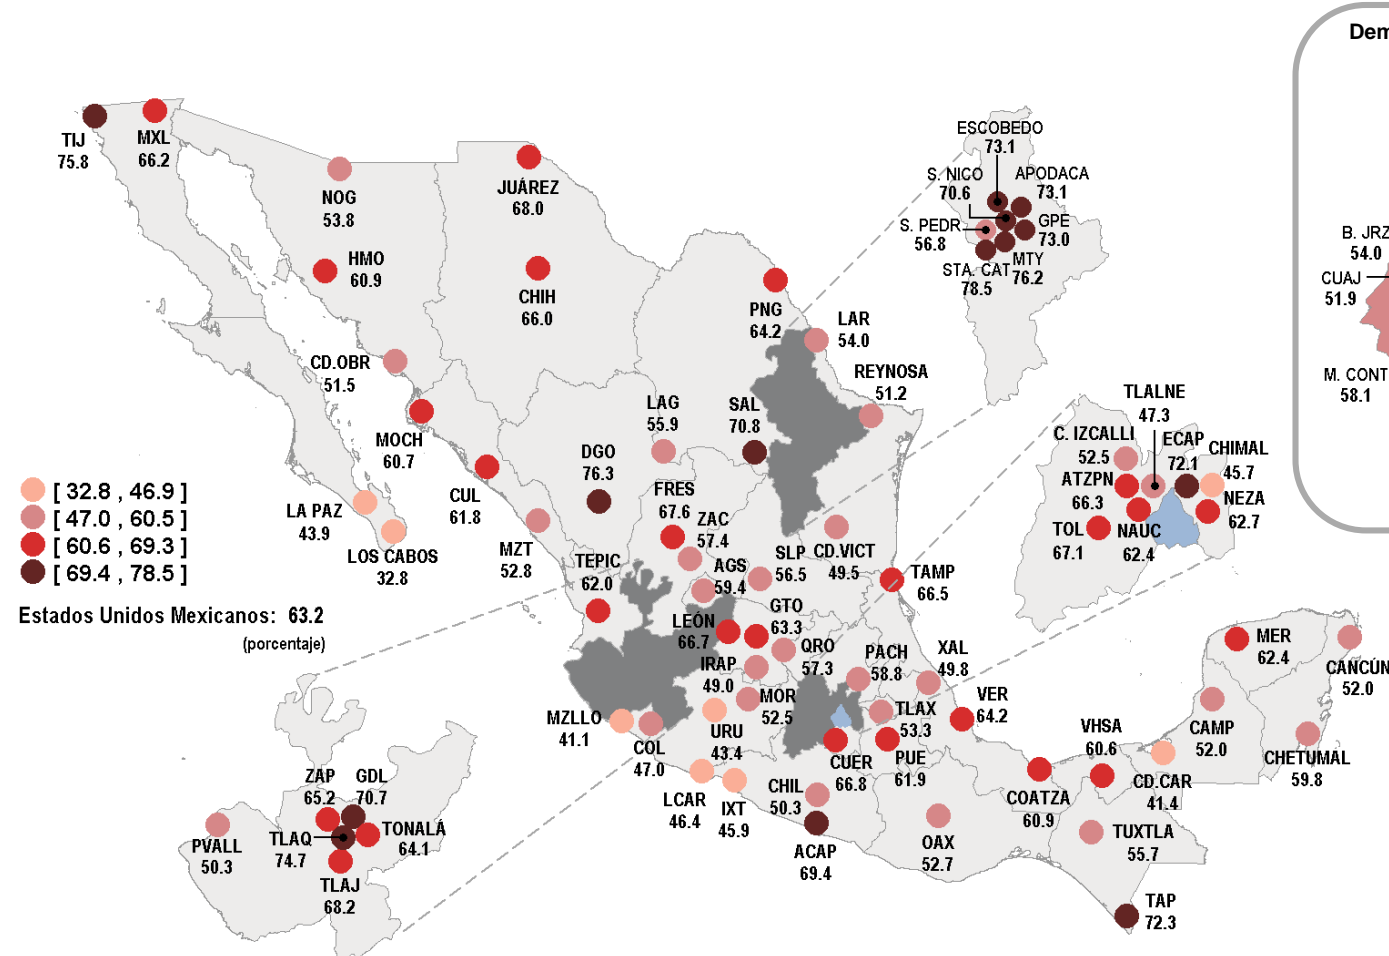 Dem
ESCOBEDO
73.1
S. NICO
70.6
APODACA
73.1
S. PEDR
56.8
GPE
73.0
MTY
76.2
STA. CAT
78.5
TIJ
75.8
MXL
66.2
NOG
53.8
JUÁREZ
68.0
HMO
60.9
CHIH
66.0
PNG
64.2
LAR
54.0
REYNOSA
51.2
CD.OBR
51.5
MOCH
60.7
CUL
61.8
LAG
55.9
SAL
70.8
DGO
76.3
FRES
67.6
ZAC
57.4
B. JRZ
54.0
CUAJ
51.9
M. CONT
58.1
TLALNE
47.3
C. IZCALLI
52.5
ECAP
72.1
CHIMAL
45.7
ATZPN
66.3
NEZA
62.7
TOL
67.1
NAUC
62.4
[ 32.8 , 46.9 ]
[ 47.0 , 60.5 ]
[ 60.6 , 69.3 ]
[ 69.4 , 78.5 ]
Estados Unidos Mexicanos: 63.2
(porcentaje)
LA PAZ
43.9
LOS CABOS
32.8
MZT
52.8
TEPIC
62.0
AGS
59.4
SLP
56.5
CD.VICT
49.5
TAMP
66.5
LEÓN
66.7
GTO
63.3
QRO
57.3
IRAP
49.0
PACH
58.8
XAL
49.8
MOR
52.5
TLAX
53.3
VER
64.2
MZLLO
41.1
COL
47.0
URU
43.4
CUER
66.8
PUE
61.9
LCAR
46.4
IXT
45.9
CHIL
50.3
ACAP
69.4
OAX
52.7
COATZA
60.9
VHSA
60.6
CD.CAR
41.4
MER
62.4
CANCÚN
52.0
CAMP
52.0
CHETUMAL
59.8
TUXTLA
55.7
TAP
72.3
ZAP
65.2
GDL
70.7
PVALL
50.3
TLAQ
74.7
TONALÁ
64.1
TLAJ
68.2